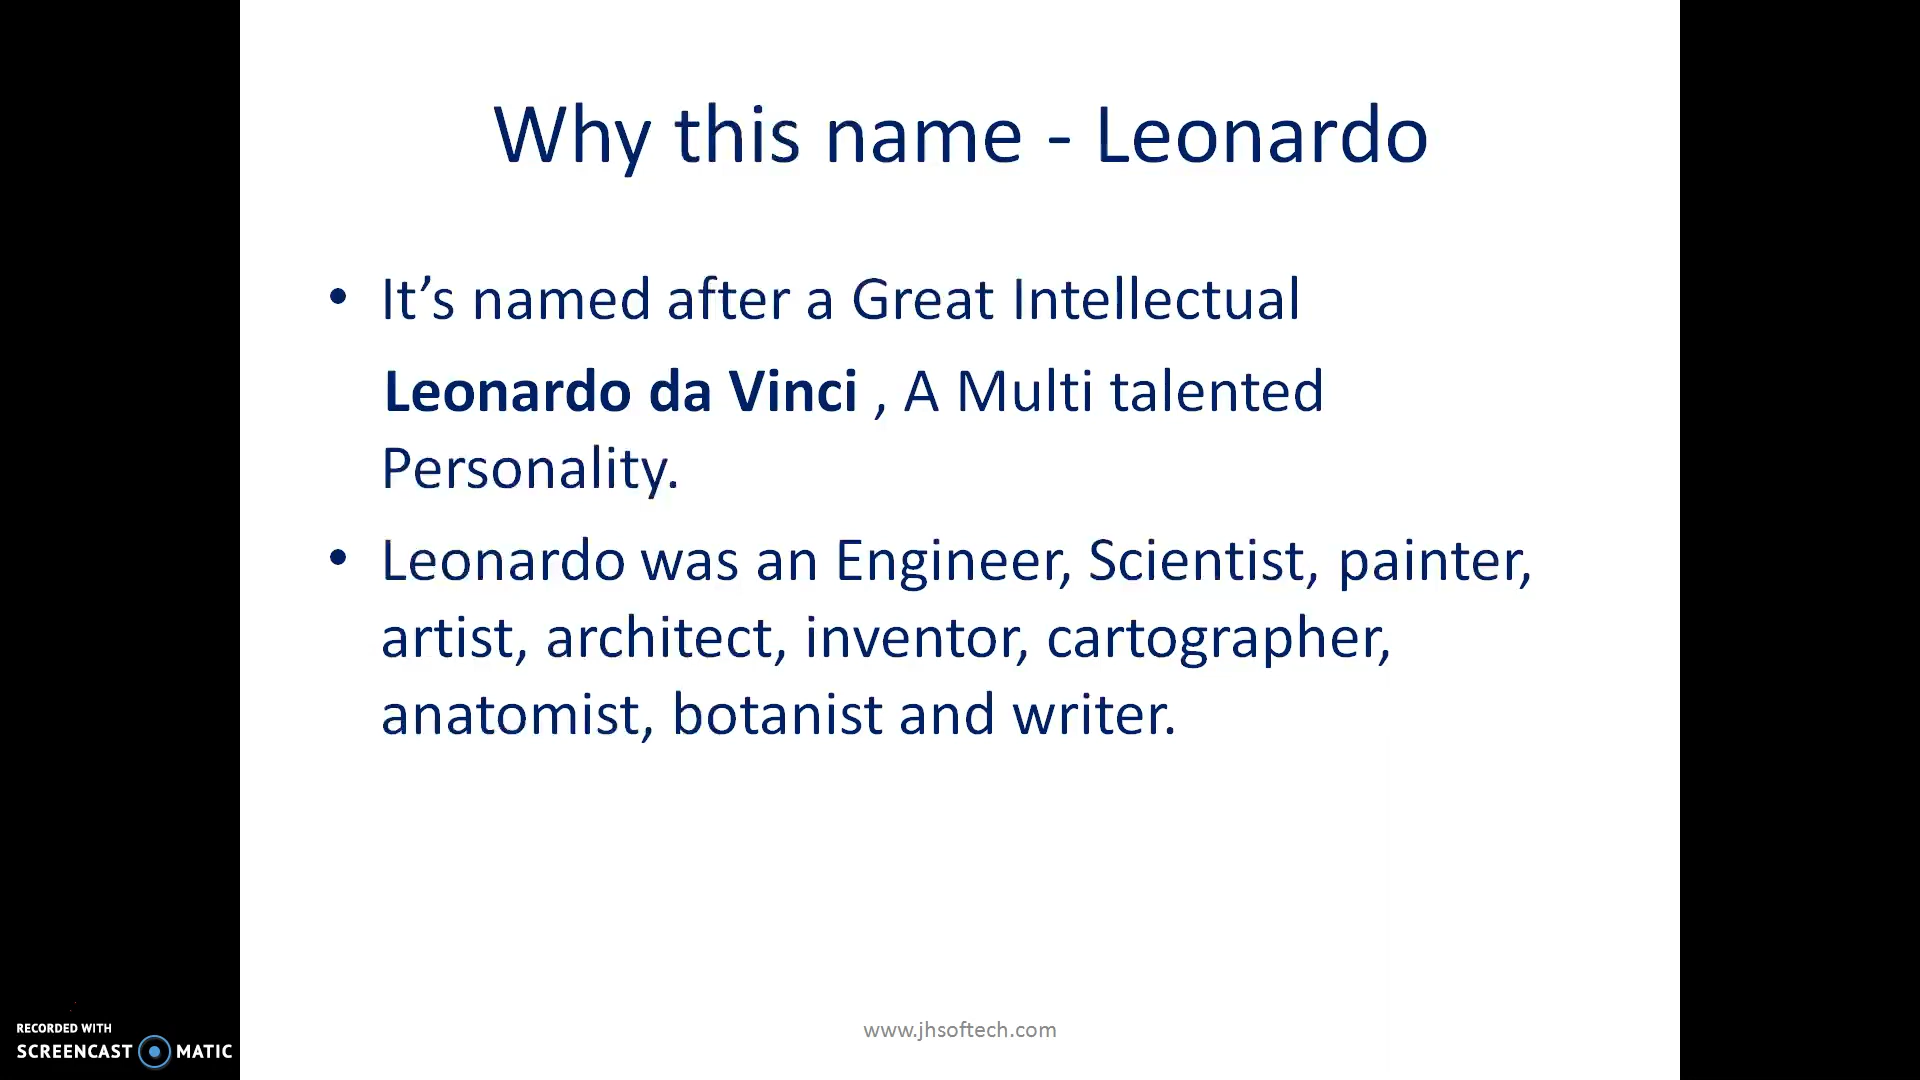 Why this name - Leonardo
• It’s named after a Great Intellectual
Leonardo da Vinci , A Multi talented
Personality.
• Leonardo was an Engineer, Scientist, painter,
artist, architect, inventor, cartographer,
anatomist, botanist and writer.
www.jhsoftech.com
RECORDED WITH
SCREENCAST MATIC